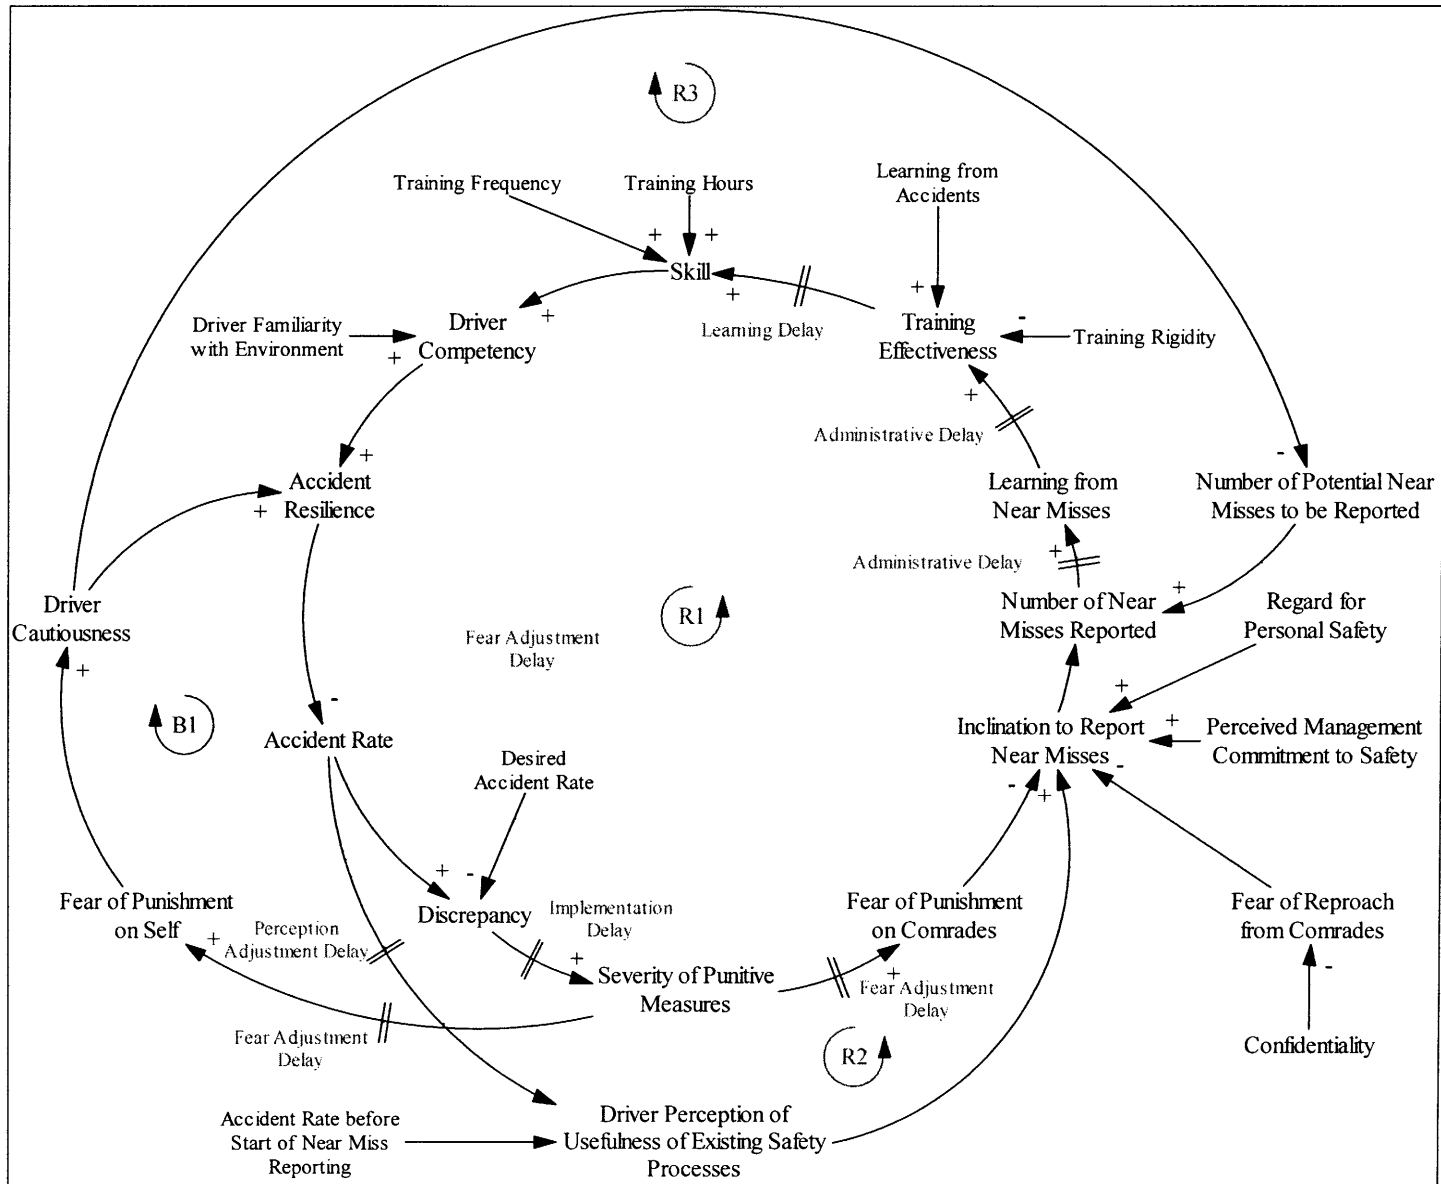 R3
Training Frequency
Training Hours
Learning from
Accidents
+
+
+
Skill
+
+
Learning Delay
Training
Effectiveness
-
Training Rigidity
Driver Familiarity
with Environment
+
Driver
Competency
+
Administrative Delay
+
-
Accident
Resilience
+
Learning from
Near Misses
Number of Potential Near
Misses to be Reported
Administrative Delay
+
+
Driver
Cautiousness
+
Number of Near
Misses Reported
Regard for
Personal Safety
R1
Fear Adjustment
Delay
B1
-
Accident Rate
+
Inclination to Report
Near Misses
+
Perceived Management
Commitment to Safety
Desired
Accident Rate
-
+
-
+
-
Fear of Punishment
on Self
+
Perception
Adjustment Delay
Discrepancy
Implementation
Delay
+
Severity of Punitive
Measures
Fear of Punishment
on Comrades
+
Fear Adjustment
Delay
Fear of Reproach
from Comrades
-
Fear Adjustment
Delay
R2
Confidentiality
Accident Rate before
Start of Near Miss
Reporting
Driver Perception of
Usefulness of Existing Safety
Processes